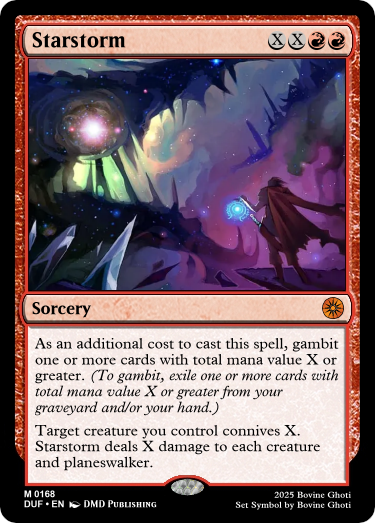 Starstorm XXRR
Sorcery
As an additional cost to cast this spell, gambit
one or more cards with total mana value X or
greater. (To gambit, exile one or more cards with
total mana value X or greater from your
graveyard and/or your hand.)
Target creature you control connives X.
Starstorm deals X damage to each creature
and planeswalker.
M 0168
DUF • EN DMD Publishing
2025 Bovine Ghoti
Set Symbol by Bovine Ghoti